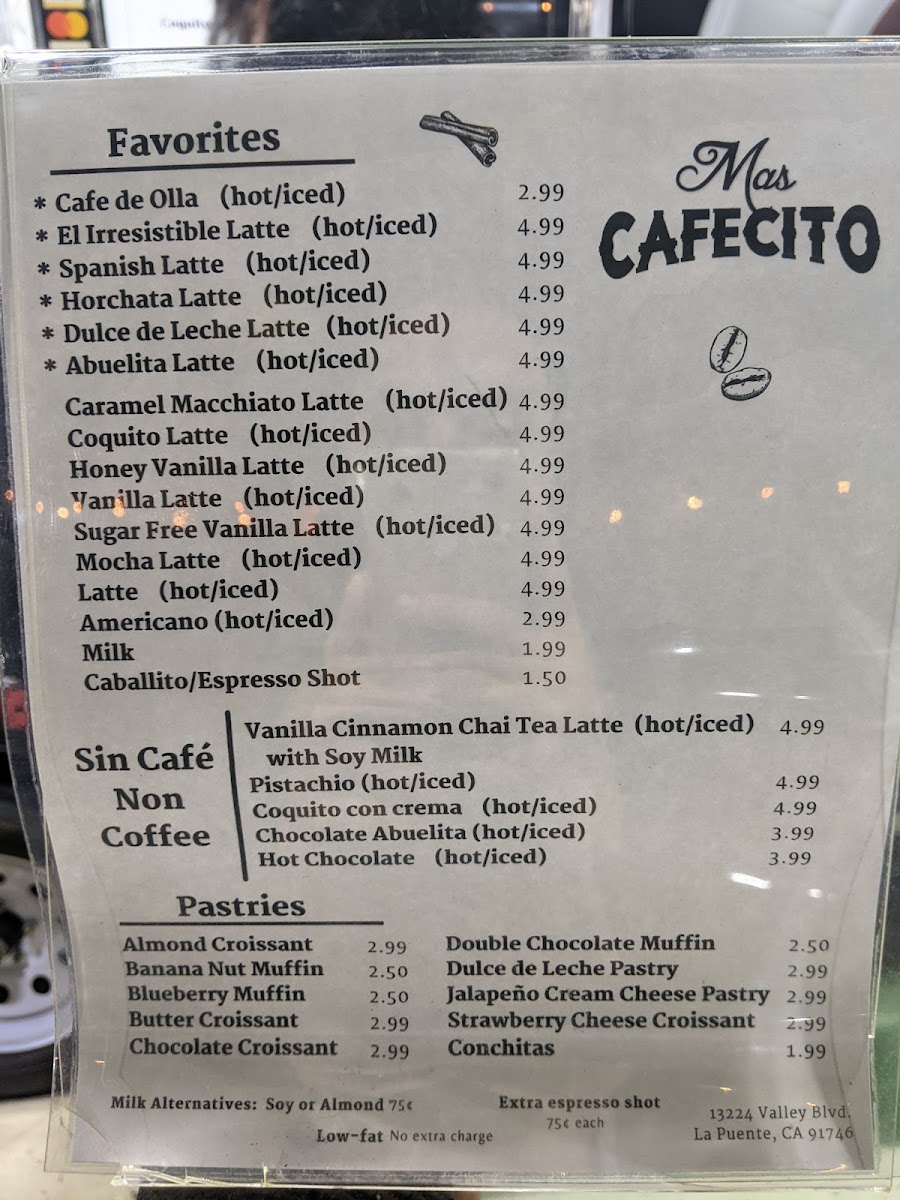 Favorites
Mas
CAFECITO
* Cafe de Olla (hot/iced) 2.99
* El Irresistible Latte (hot/iced) 4.99
* Spanish Latte (hot/iced) 4.99
* Horchata Latte (hot/iced) 4.99
* Dulce de Leche Latte (hot/iced) 4.99
* Abuelita Latte (hot/iced) 4.99
Caramel Macchiato Latte (hot/iced) 4.99
Coquito Latte (hot/iced) 4.99
Honey Vanilla Latte (hot/iced) 4.99
Vanilla Latte (hot/iced) 4.99
Sugar Free Vanilla Latte (hot/iced) 4.99
Mocha Latte (hot/iced) 4.99
Latte (hot/iced) 4.99
Americano (hot/iced) 2.99
Milk 1.99
Caballito/Espresso Shot 1.50
Sin Café
Non
Coffee
Vanilla Cinnamon Chai Tea Latte (hot/iced) 4.99
with Soy Milk
Pistachio (hot/iced) 4.99
Coquito con crema (hot/iced) 4.99
Chocolate Abuelita (hot/iced) 3.99
Hot Chocolate (hot/iced) 3.99
Pastries
Almond Croissant 2.99
Banana Nut Muffin 2.50
Blueberry Muffin 2.50
Butter Croissant 2.99
Chocolate Croissant 2.99
Double Chocolate Muffin 2.50
Dulce de Leche Pastry 2.99
Jalapeño Cream Cheese Pastry 2.99
Strawberry Cheese Croissant 2.99
Conchitas 1.99
Milk Alternatives: Soy or Almond 75¢
Low-fat No extra charge
Extra espresso shot
75¢ each
13224 Valley Blvd.
La Puente, CA 91746